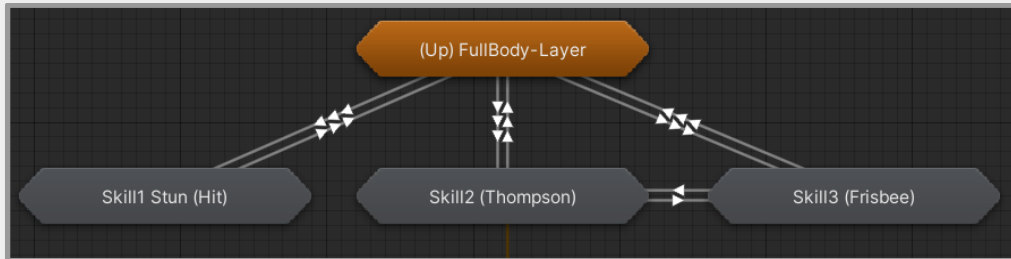 (Up) FullBody-Layer
Skill1 Stun (Hit)
Skill2 (Thompson)
Skill3 (Frisbee)